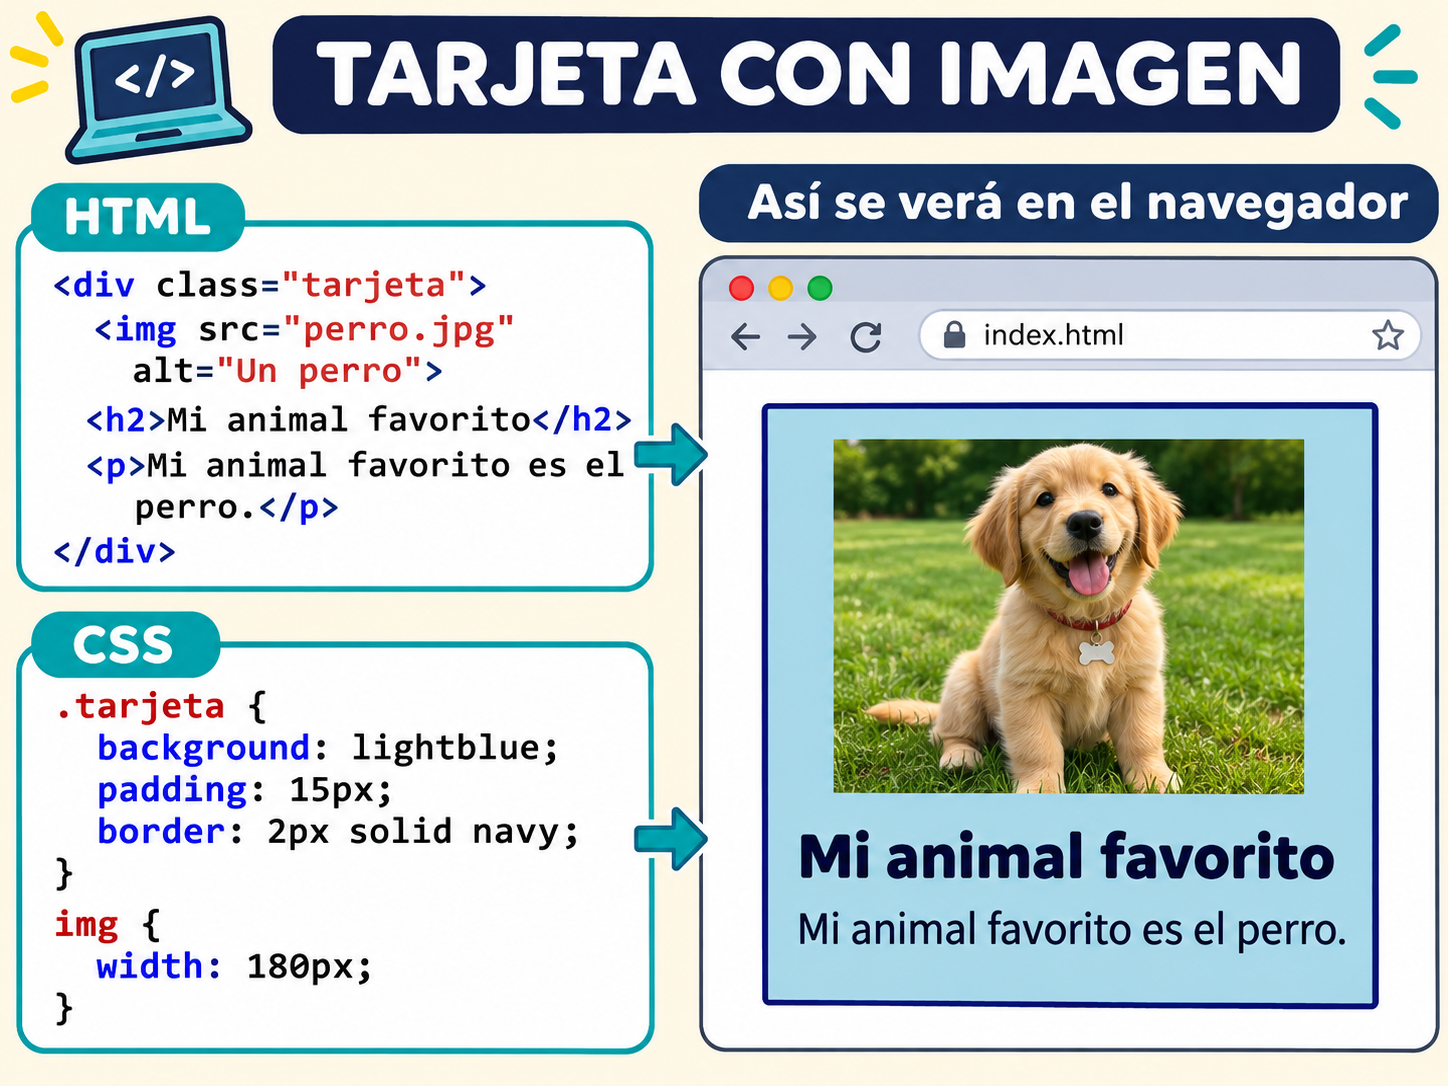 </>
TARJETA CON IMAGEN
HTML
<div class="tarjeta">
<img src="perro.jpg"
alt="Un perro">
<h2>Mi animal favorito</h2>
<p>Mi animal favorito es el
perro.</p>
</div>
CSS
.tarjeta {
background: lightblue;
padding: 15px;
border: 2px solid navy;
}
img {
width: 180px;
}
Así se verá en el navegador
index.html
Mi animal favorito
Mi animal favorito es el perro.